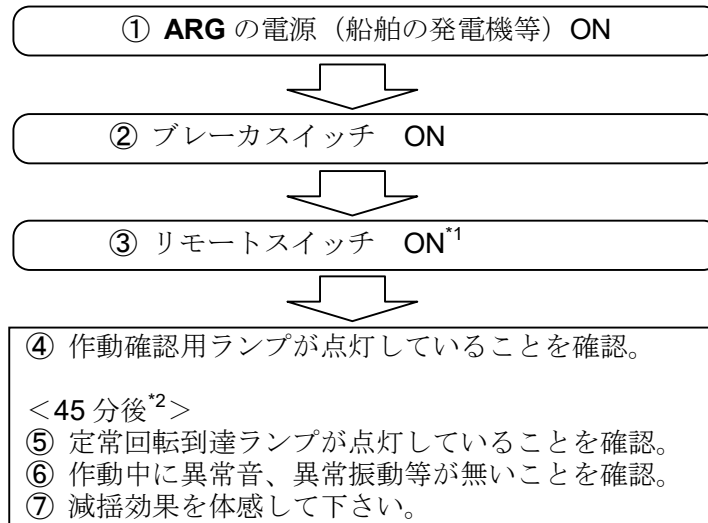 ① ARG の電源（船舶の発電機等）ON
② ブレーカスイッチ ON
③ リモートスイッチ ON*1
④ 作動確認用ランプが点灯していることを確認。
＜45 分後*2＞
⑤ 定常回転到達ランプが点灯していることを確認。
⑥ 作動中に異常音、異常振動等が無いことを確認。
⑦ 減揺効果を体感して下さい。